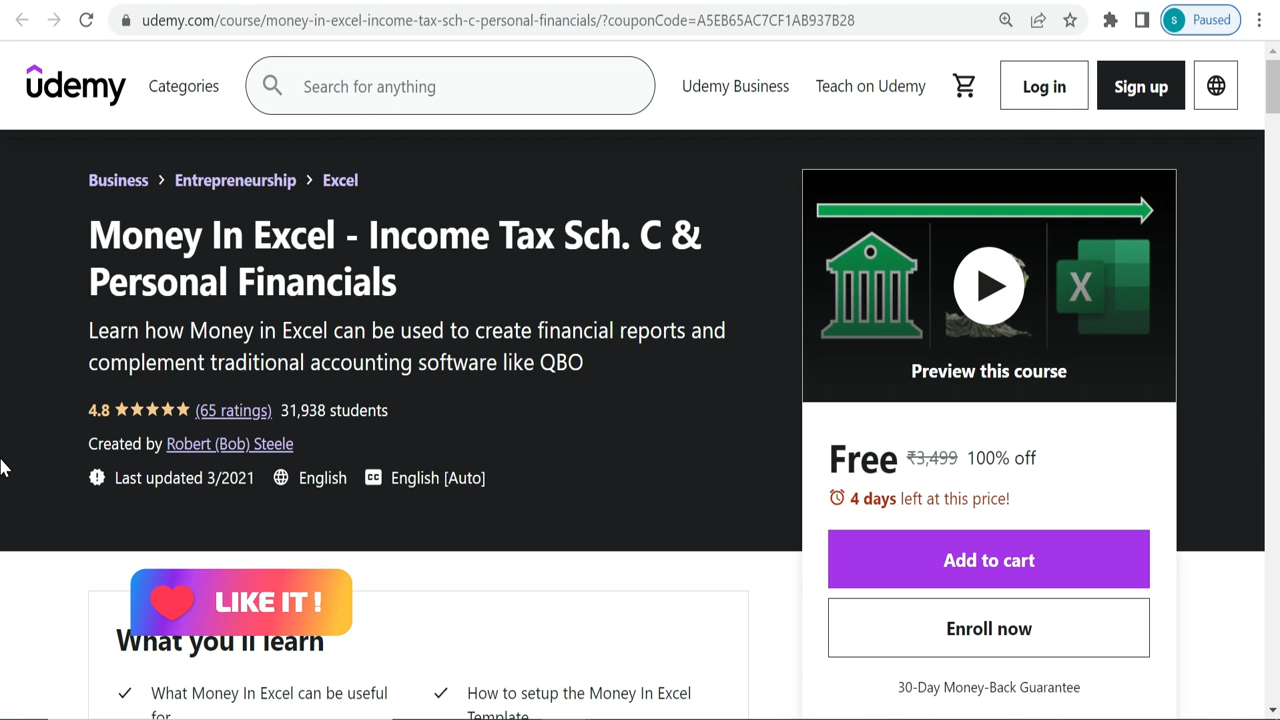 udemy.com/course/money-in-excel-income-tax-sch-c-personal-financials/?couponCode=A5EB65AC7CF1AB937B28
S Paused
udemy
Categories
Search for anything
Udemy Business
Teach on Udemy
Log in
Sign up
Business > Entrepreneurship > Excel
Money In Excel - Income Tax Sch. C &
Personal Financials
Learn how Money in Excel can be used to create financial reports and
complement traditional accounting software like QBO
4.8 (65 ratings) 31,938 students
Created by Robert (Bob) Steele
Last updated 3/2021 English CC English [Auto]
X
Preview this course
Free ₹3,499 100% off
4 days left at this price!
Add to cart
Enroll now
30-Day Money-Back Guarantee
LIKE IT !
What you'll learn
What Money In Excel can be useful
for
How to setup the Money In Excel
Template